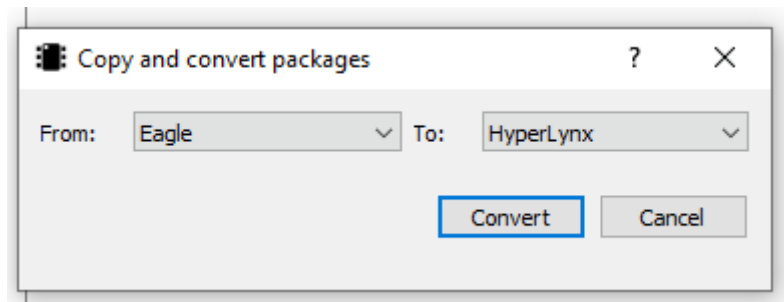 Copy and convert packages ?
From: Eagle To: HyperLynx
Convert Cancel